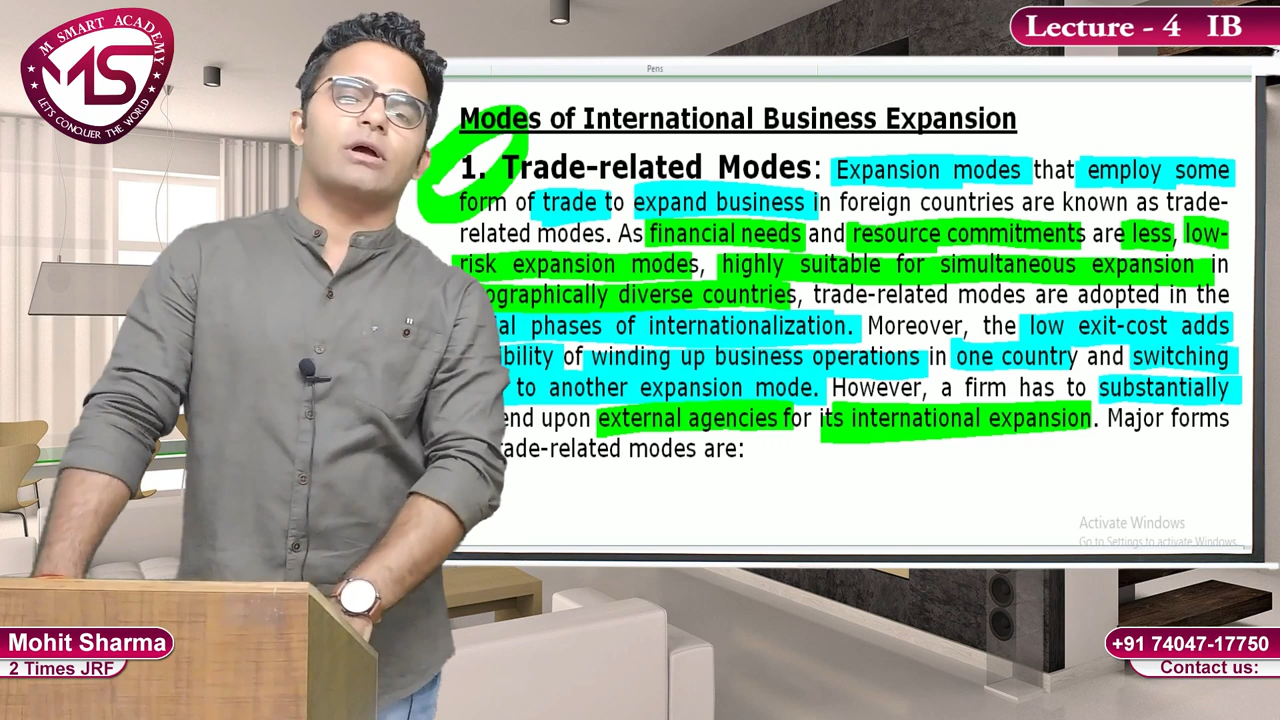 M SMART ACADEMY
MS
LET'S CONQUER THE WORLD
Lecture - 4 IB
Pens
Modes of International Business Expansion
1. Trade-related Modes: Expansion modes that employ some
form of trade to expand business in foreign countries are known as trade-
related modes. As financial needs and resource commitments are less, low-
risk expansion modes, highly suitable for simultaneous expansion in
ographically diverse countries, trade-related modes are adopted in the
ial phases of internationalization. Moreover, the low exit-cost adds
ibility of winding up business operations in one country and switching
to another expansion mode. However, a firm has to substantially
end upon external agencies for its international expansion. Major forms
ade-related modes are:
Activate Windows
Go to Settings to activate Windows.
Mohit Sharma
2 Times JRF
+91 74047-17750
Contact us: